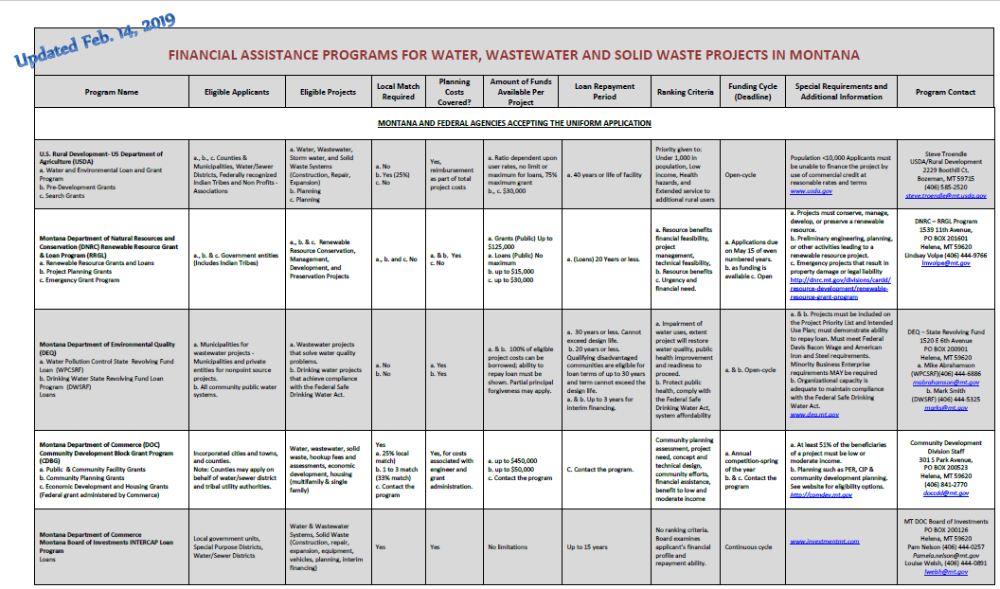 Updated Feb. 14, 2019
FINANCIAL ASSISTANCE PROGRAMS FOR WATER, WASTEWATER AND SOLID WASTE PROJECTS IN MONTANA
Program Name
Eligible Applicants
Eligible Projects
Local Match
Required
Planning
Costs
Covered?
Amount of Funds
Available Per
Project
Loan Repayment
Period
Ranking Criteria
Funding Cycle
(Deadline)
Special Requirements and
Additional Information
Program Contact
MONTANA AND FEDERAL AGENCIES ACCEPTING THE UNIFORM APPLICATION
U.S. Rural Development- US Department of
Agriculture (USDA)
a. Water and Environmental Loan and Grant
Program
b. Pre-Development Grants
c. Search Grants
a., b., c. Counties &
Municipalities, Water/Sewer
Districts, Federally recognized
Indian Tribes and Non Profits -
Associations
a. Water, Wastewater,
Storm water, and Solid
Waste Systems
(Construction, Repair,
Expansion)
b. Planning
c. Planning
a. No
b. Yes (25%)
c. No
Yes,
reimbursement
as part of total
project costs
a. Ratio dependent upon
user rates, no limit or
maximum for loans, 75%
maximum grant
b., c. $30,000
a. 40 years or life of facility
Priority given to:
Under 1,000 in
population, Low
income, Health
hazards, and
Extended service to
additional rural users
Open-cycle
Population <10,000 Applicants must
be unable to finance the project by
use of commercial credit at
reasonable rates and terms
www.usda.gov
Steve Troendle
USDA/Rural Development
2229 Boothill Ct.
Bozeman, MT 59715
(406) 585-2520
steve.troendle@mt.usda.gov
Montana Department of Natural Resources and
Conservation (DNRC) Renewable Resource Grant
& Loan Program (RRGL)
a. Renewable Resource Grants and Loans
b. Project Planning Grants
c. Emergency Grant Program
a., b. & c. Government entities
(Includes Indian Tribes)
a., b. & c. Renewable
Resource Conservation,
Management,
Development, and
Preservation Projects
a., b. and c. No
a. & b. Yes
c. No
a. Grants (Public) Up to
$125,000
a. Loans (Public) No
maximum
b. up to $15,000
c. up to $30,000
a. (Loans) 20 Years or less.
a. Resource benefits
financial feasibility,
project
management,
technical feasibility,
b. Resource benefits
c. Urgency and
financial need.
a. Applications due
on May 15 of even
numbered years.
b. as funding is
available c. Open
a. Projects must conserve, manage,
develop, or preserve a renewable
resource.
b. Preliminary engineering, planning,
or other activities leading to a
renewable resource project.
c. Emergency projects that result in
property damage or legal liability
http://dnrc.mt.gov/divisions/cardd/
resource-development/renewable-
resource-grant-program
DNRC – RRGL Program
1539 11th Avenue,
PO BOX 201601
Helena, MT 59620
Lindsay Volpe (406) 444-9766
lmvolpe@mt.gov
Montana Department of Environmental Quality
(DEQ)
a. Water Pollution Control State Revolving Fund
Loan (WPCSRF)
b. Drinking Water State Revolving Fund Loan
Program (DWSRF)
Loans
a. Municipalities for
wastewater projects -
Municipalities and private
entities for nonpoint source
projects.
b. All community public water
systems.
a. Wastewater projects
that solve water quality
problems.
b. Drinking water projects
that achieve compliance
with the Federal Safe
Drinking Water Act.
a. No
b. No
a. Yes
b. Yes
a. & b. 100% of eligible
project costs can be
borrowed; ability to
repay loan must be
shown. Partial principal
forgiveness may apply.
a. 30 years or less. Cannot
exceed design life.
b. 20 years or less.
Qualifying disadvantaged
communities are eligible for
loan terms of up to 30 years
and term cannot exceed the
design life.
a. & b. Up to 3 years for
interim financing.
a. Impairment of
water uses, extent
project will restore
water quality, public
health improvement
and readiness to
proceed.
b. Protect public
health, comply with
the Federal Safe
Drinking Water Act,
system affordability
a. & b. Open-cycle
a. & b. Projects must be included on
the Project Priority List and Intended
Use Plan; must demonstrate ability
to repay loan. Must meet Federal
Davis Bacon Wage and American
Iron and Steel requirements.
Minority Business Enterprise
requirements MAY be required
b. Organizational capacity is
adequate to maintain compliance
with the Federal Safe Drinking
Water Act.
www.deq.mt.gov
DEQ – State Revolving Fund
1520 E 6th Avenue
PO BOX 200901
Helena, MT 59620
a. Mike Abrahamson
(WPCSRF)(406) 444-6886
mabrahamson@mt.gov
b. Mark Smith
(DWSRF) (406) 444-5325
marks@mt.gov
Montana Department of Commerce (DOC)
Community Development Block Grant Program
(CDBG)
a. Public & Community Facility Grants
b. Community Planning Grants
c. Economic Development and Housing Grants
(Federal grant administered by Commerce)
Incorporated cities and towns,
and counties.
Note: Counties may apply on
behalf of water/sewer district
and tribal utility authorities.
Water, wastewater, solid
waste, hookup fees and
assessments, economic
development, housing
(multifamily & single
family)
Yes
a. 25% local
match)
b. 1 to 3 match
(33% match)
c. Contact the
program
Yes, for costs
associated with
engineer and
grant
administration.
a. up to $450,000
b. up to $50,000
c. Contact the program
C. Contact the program.
Community planning
assessment, project
need, concept and
technical design,
community efforts,
financial assistance,
benefit to low and
moderate income
a. Annual
competition-spring
of the year
b. & c. Contact the
program
a. At least 51% of the beneficiaries
of a project must be low or
moderate income.
b. Planning such as PER, CIP &
community development planning.
See website for eligibility options.
http://comdev.mt.gov
Community Development
Division Staff
301 S Park Avenue,
PO BOX 200523
Helena, MT 59620
(406) 841-2770
doccdd@mt.gov
Montana Department of Commerce
Montana Board of Investments INTERCAP Loan
Program
Loans
Local government units,
Special Purpose Districts,
Water/Sewer Districts
Water & Wastewater
Systems, Solid Waste
(Construction, repair,
expansion, equipment,
vehicles, planning, interim
financing)
Yes
Yes
No limitations
Up to 15 years
No ranking criteria.
Board examines
applicant's financial
profile and
repayment ability.
Continuous cycle
www.investmentmt.com
MT DOC Board of Investments
PO BOX 200126
Helena, MT 59620
Pam Nelson (406) 444-0257
Pamela.nelson@mt.gov
Louise Welsh, (406) 444-0891
lwelsh@mt.gov